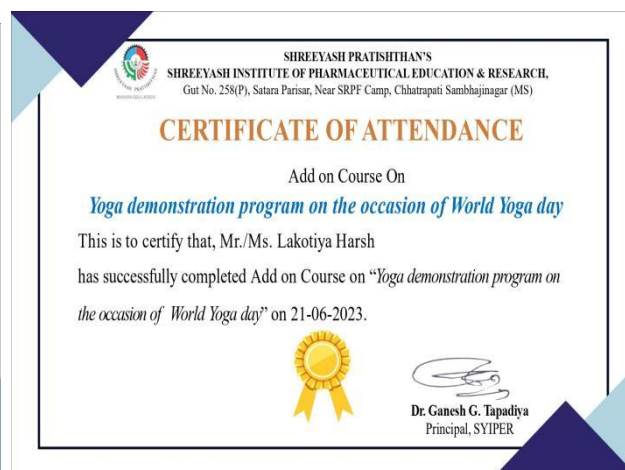 SHREEYASH PRATISHTHAN'S
SHREEYASH INSTITUTE OF PHARMACEUTICAL EDUCATION & RESEARCH,
Gut No. 258(P), Satara Parisar, Near SRPF Camp, Chhatrapati Sambhajinagar (MS)
SHREEYASH PRATISHTHAN
CERTIFICATE OF ATTENDANCE
Add on Course On
Yoga demonstration program on the occasion of World Yoga day
This is to certify that, Mr./Ms. Lakotiya Harsh
has successfully completed Add on Course on “Yoga demonstration program on
the occasion of World Yoga day” on 21-06-2023.
Dr. Ganesh G. Tapadiya
Principal, SYIPER